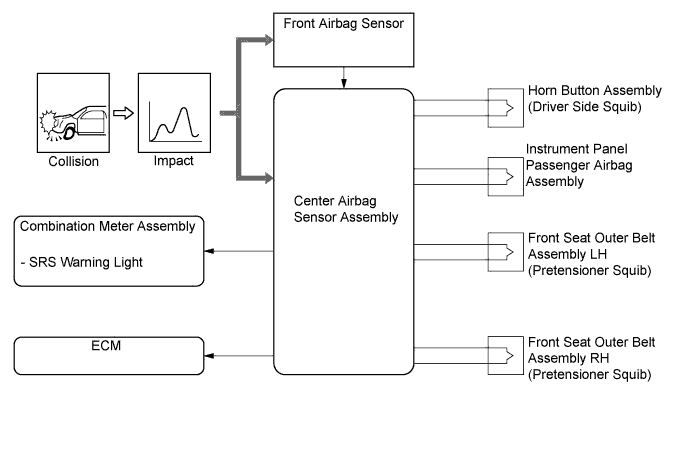 Front Airbag Sensor
Collision
Impact
Center Airbag
Sensor Assembly
Horn Button Assembly
(Driver Side Squib)
Instrument Panel
Passenger Airbag
Assembly
Combination Meter Assembly
- SRS Warning Light
Front Seat Outer Belt
Assembly LH
(Pretensioner Squib)
ECM
Front Seat Outer Belt
Assembly RH
(Pretensioner Squib)